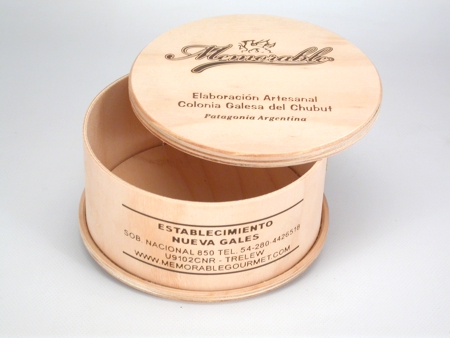 Memorable
Elaboración Artesanal
Colonia Galesa del Chubut
Patagonia Argentina
ESTABLECIMIENTO
NUEVA GALES
SOB. NACIONAL 850 TEL. 54-280-4426518
U9102CNR - TRELEW
WWW.MEMORABLEGOURMET.COM